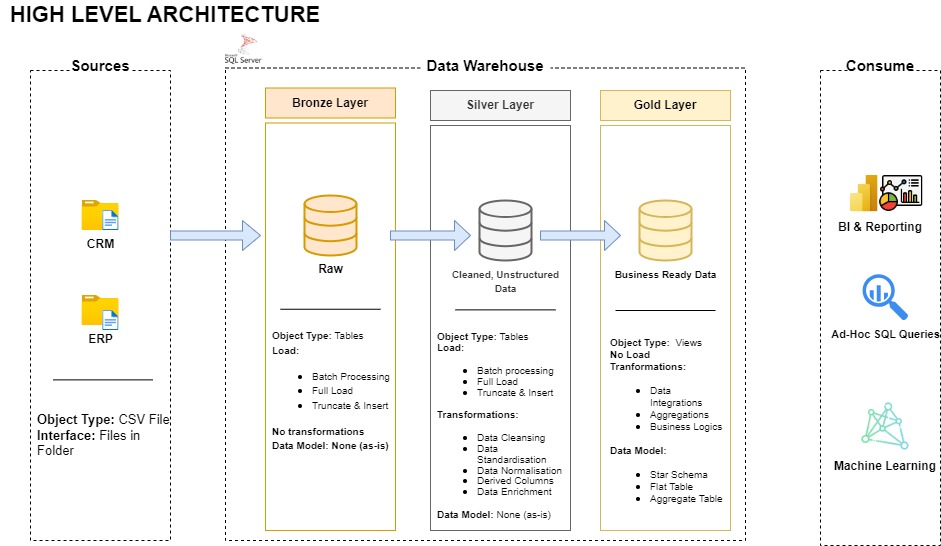 HIGH LEVEL ARCHITECTURE
Sources
CRM
ERP
Object Type: CSV File
Interface: Files in
Folder
Microsoft
SQL Server
Data Warehouse
Bronze Layer
Raw
Object Type: Tables
Load:
Batch Processing
Full Load
Truncate & Insert
No transformations
Data Model: None (as-is)
Silver Layer
Cleaned, Unstructured
Data
Object Type: Tables
Load:
Batch processing
Full Load
Truncate & Insert
Transformations:
Data Cleansing
Data
Standardisation
Data Normalisation
Derived Columns
Data Enrichment
Data Model: None (as-is)
Gold Layer
Business Ready Data
Object Type: Views
No Load
Tranformations:
Data
Integrations
Aggregations
Business Logics
Data Model:
Star Schema
Flat Table
Aggregate Table
Consume
BI & Reporting
Ad-Hoc SQL Queries
Machine Learning